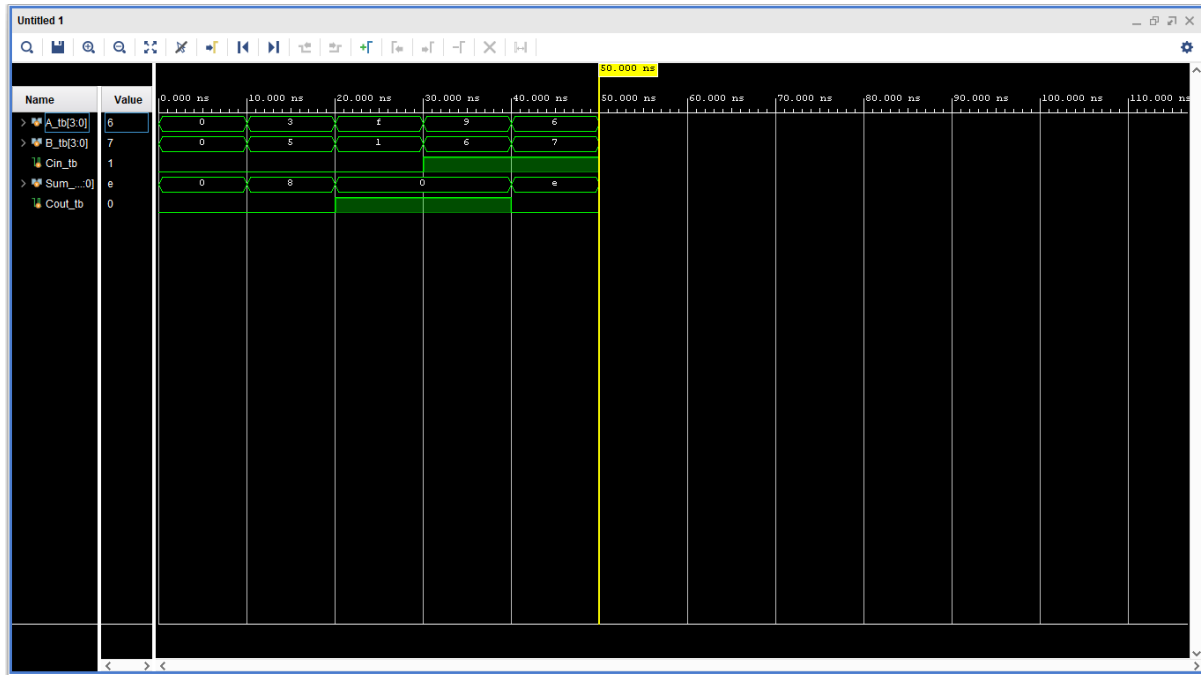 Untitled 1
50.000 ns
Name Value 0.000 ns 10.000 ns 20.000 ns 30.000 ns 40.000 ns 50.000 ns 60.000 ns 70.000 ns 80.000 ns 90.000 ns 100.000 ns 110.000 ns
A_tb[3:0] 6 0 3 f 9 6
B_tb[3:0] 7 0 5 1 6 7
Cin_tb 1
Sum_...:0] e 0 8 0 e
Cout_tb 0